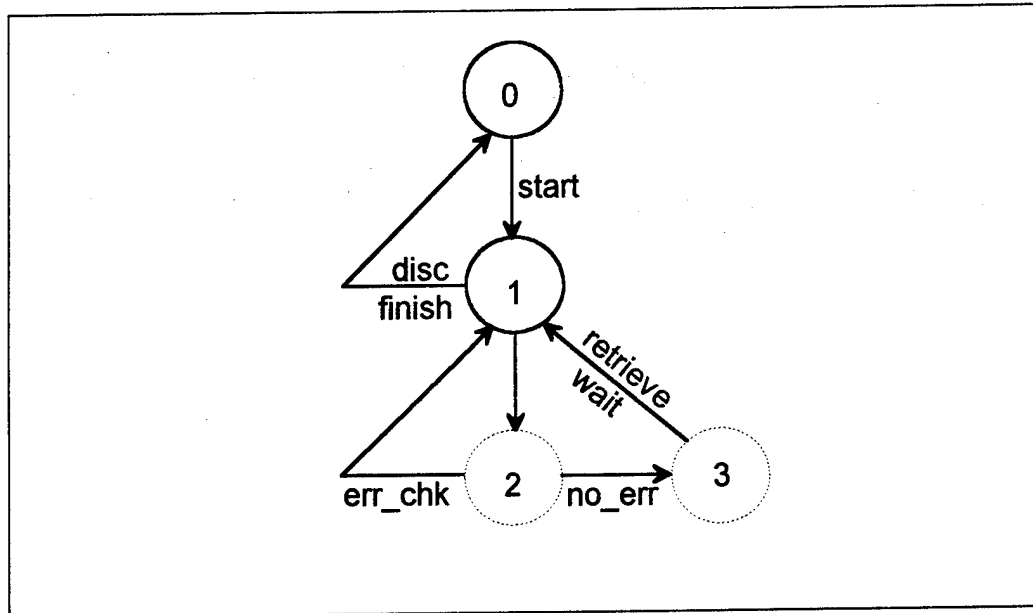 0
start
disc
1
finish
retrieve
wait
2
3
err_chk
no_err